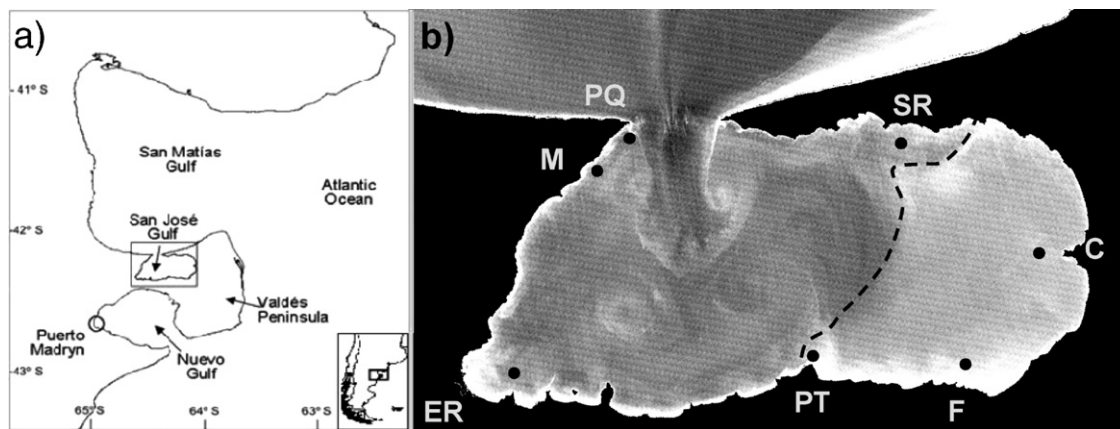 a)
41° S
San Matías
Gulf
Atlantic
Ocean
San José
Gulf
42° S
Valdés
Peninsula
Puerto
Madryn
Nuevo
Gulf
43° S
65° S
64° S
63° S
b)
PQ
SR
M
C
ER
PT
F